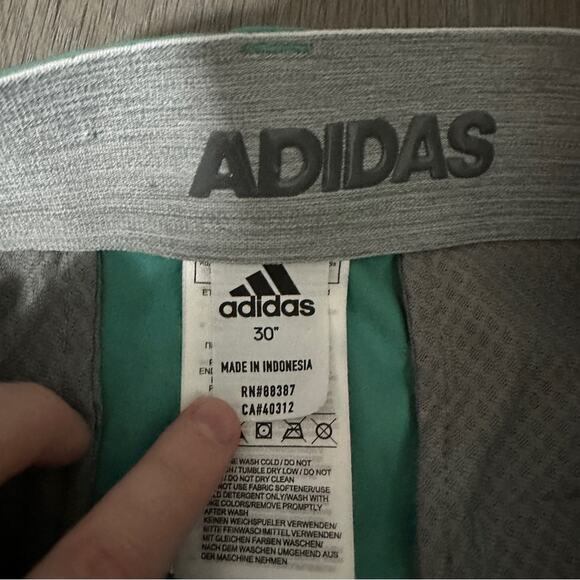 ADIDAS
adidas
30"
MADE IN INDONESIA
RN#88387
CA#40312
WASH COLD / DO NOT
TUMBLE DRY LOW / DO NOT
DO NOT DRY CLEAN
NOT USE FABRIC SOFTENER/USE
DETERGENT ONLY/WASH WITH
COLORS/REMOVE PROMPTLY
AFTER WASH
KEINEN WEICHSPUELER VERWENDEN/
BITTE FEINWASCHMITTEL VERWENDEN/
MIT GLEICHEN FARBEN WASCHEN/
NACH DEM WASCHEN UMGEHEND AUS
DER MASCHINE NEHMEN